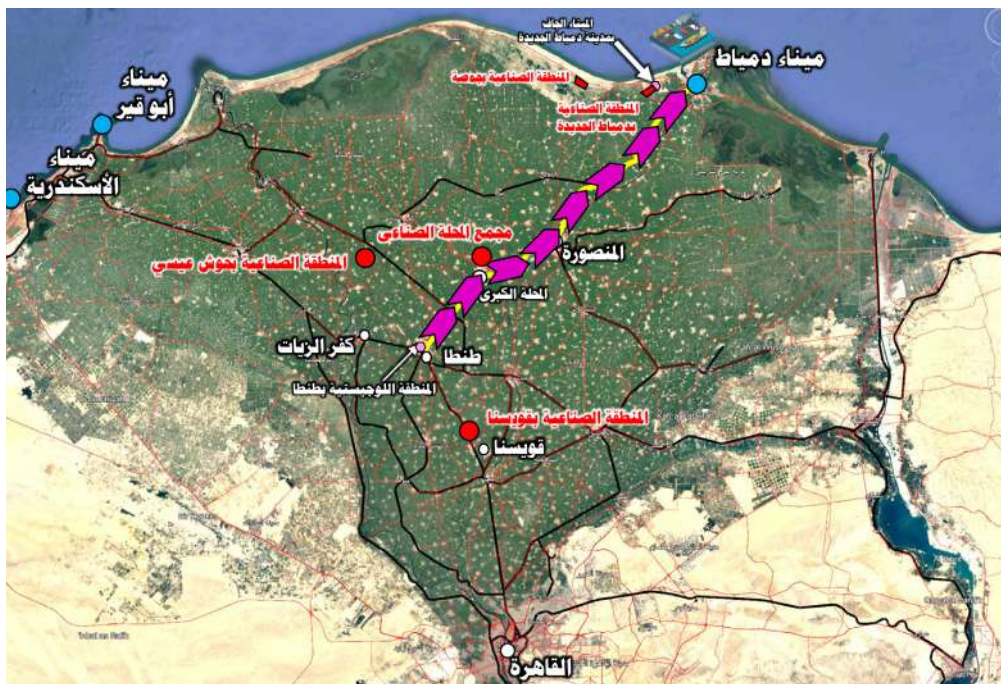 الميناء الجاف
بمدينة دمياط الجديدة
ميناء دمياط
المنطقة الصناعية بجمصة
المنطقة الصناعية
بدمياط الجديدة
ميناء
أبو قير
ميناء
الأسكندرية
مجمع المحلة الصناعى
المنصورة
المنطقة الصناعية بحوش عيسي
المحلة الكبرى
كفر الزيات
طنطا
المنطقة اللوجيستية بطنطا
المنطقة الصناعية بقويسنا
قويسنا
القاهرة